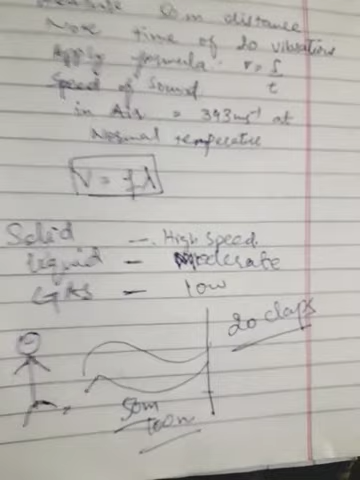 50m distance
Note time of 20 vibrations
Apply formula. v = S/t
Speed of Sound
in Air = 343ms⁻¹ at
Normal temperature
V = fλ
Solid – High Speed
liquid – Moderate
GAS – low
20 claps
50m
100m